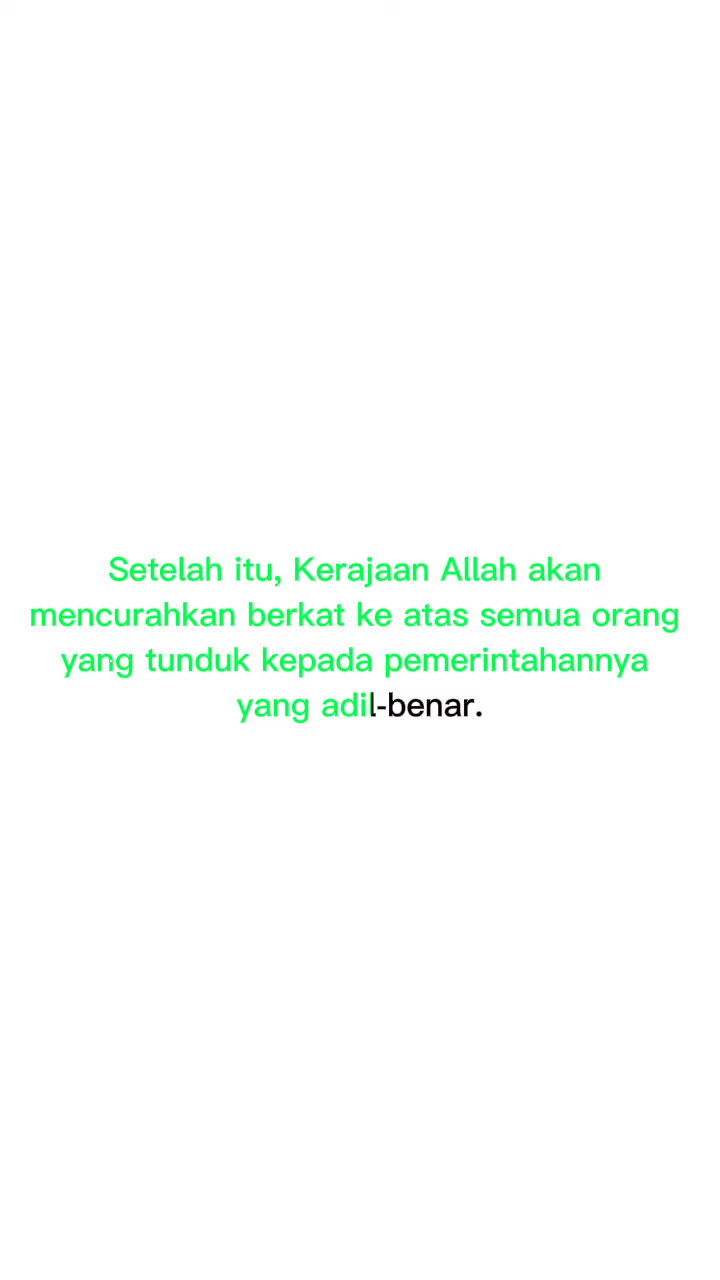 Setelah itu, Kerajaan Allah akan
mencurahkan berkat ke atas semua orang
yang tunduk kepada pemerintahannya
yang adil-benar.